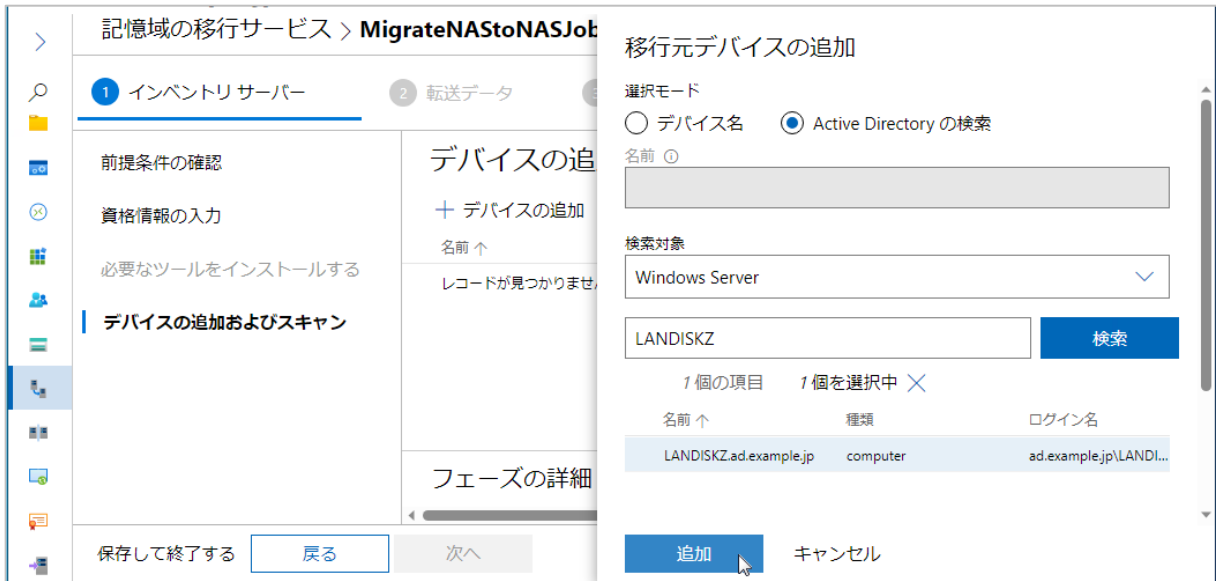 記憶域の移行サービス > MigrateNAStoNASJob
1 インベントリ サーバー
2 転送データ
3
前提条件の確認
資格情報の入力
必要なツールをインストールする
デバイスの追加およびスキャン
デバイスの追
+ デバイスの追加
名前 ↑
レコードが見つかりませ
フェーズの詳細
保存して終了する
戻る
次へ
移行元デバイスの追加
選択モード
デバイス名
Active Directory の検索
名前
検索対象
Windows Server
LANDISKZ
検索
1 個の項目 1 個を選択中
名前 ↑ 種類 ログイン名
LANDISKZ.ad.example.jp computer ad.example.jp\LANDI...
追加
キャンセル